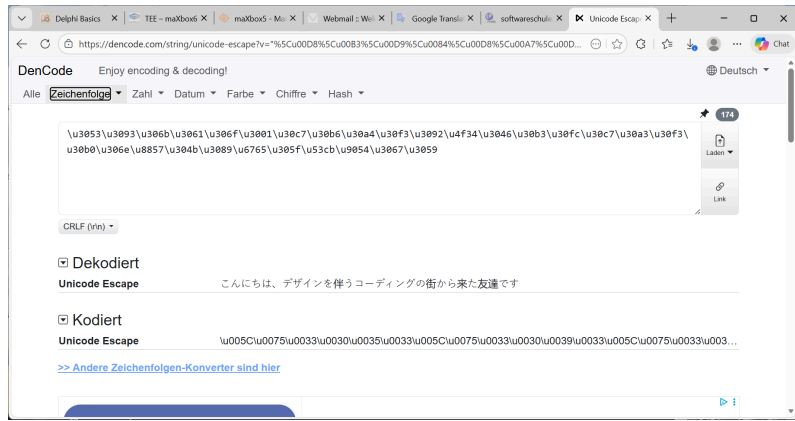 Delphi Basics
TEE – maXbox6
maXbox5 - Ma
Webmail :: Wel
Google Translat
softwareschule.
Unicode Escape
https://dencode.com/string/unicode-escape?v="%5Cu00D8%5Cu00B3%5Cu00D9%5Cu0084%5Cu00D8%5Cu00A7%5Cu00D...
Chat
DenCode
Enjoy encoding & decoding!
Deutsch
Alle Zeichenfolge Zahl Datum Farbe Chiffre Hash
174
\u3053\u3093\u306b\u3061\u306f\u3001\u30c7\u30b6\u30a4\u30f3\u3092\u4f34\u3046\u30b3\u30fc\u30c7\u30a3\u30f3\
u30b0\u306e\u8857\u304b\u3089\u6765\u305f\u53cb\u9054\u3067\u3059
Laden
Link
CRLF (\r\n)
Dekodiert
Unicode Escape こんにちは、デザインを伴うコーディングの街から来た友達です
Kodiert
Unicode Escape \u005C\u0075\u0033\u0030\u0035\u0033\u005C\u0075\u0033\u0030\u0039\u0033\u005C\u0075\u0033\u003...
>> Andere Zeichenfolgen-Konverter sind hier